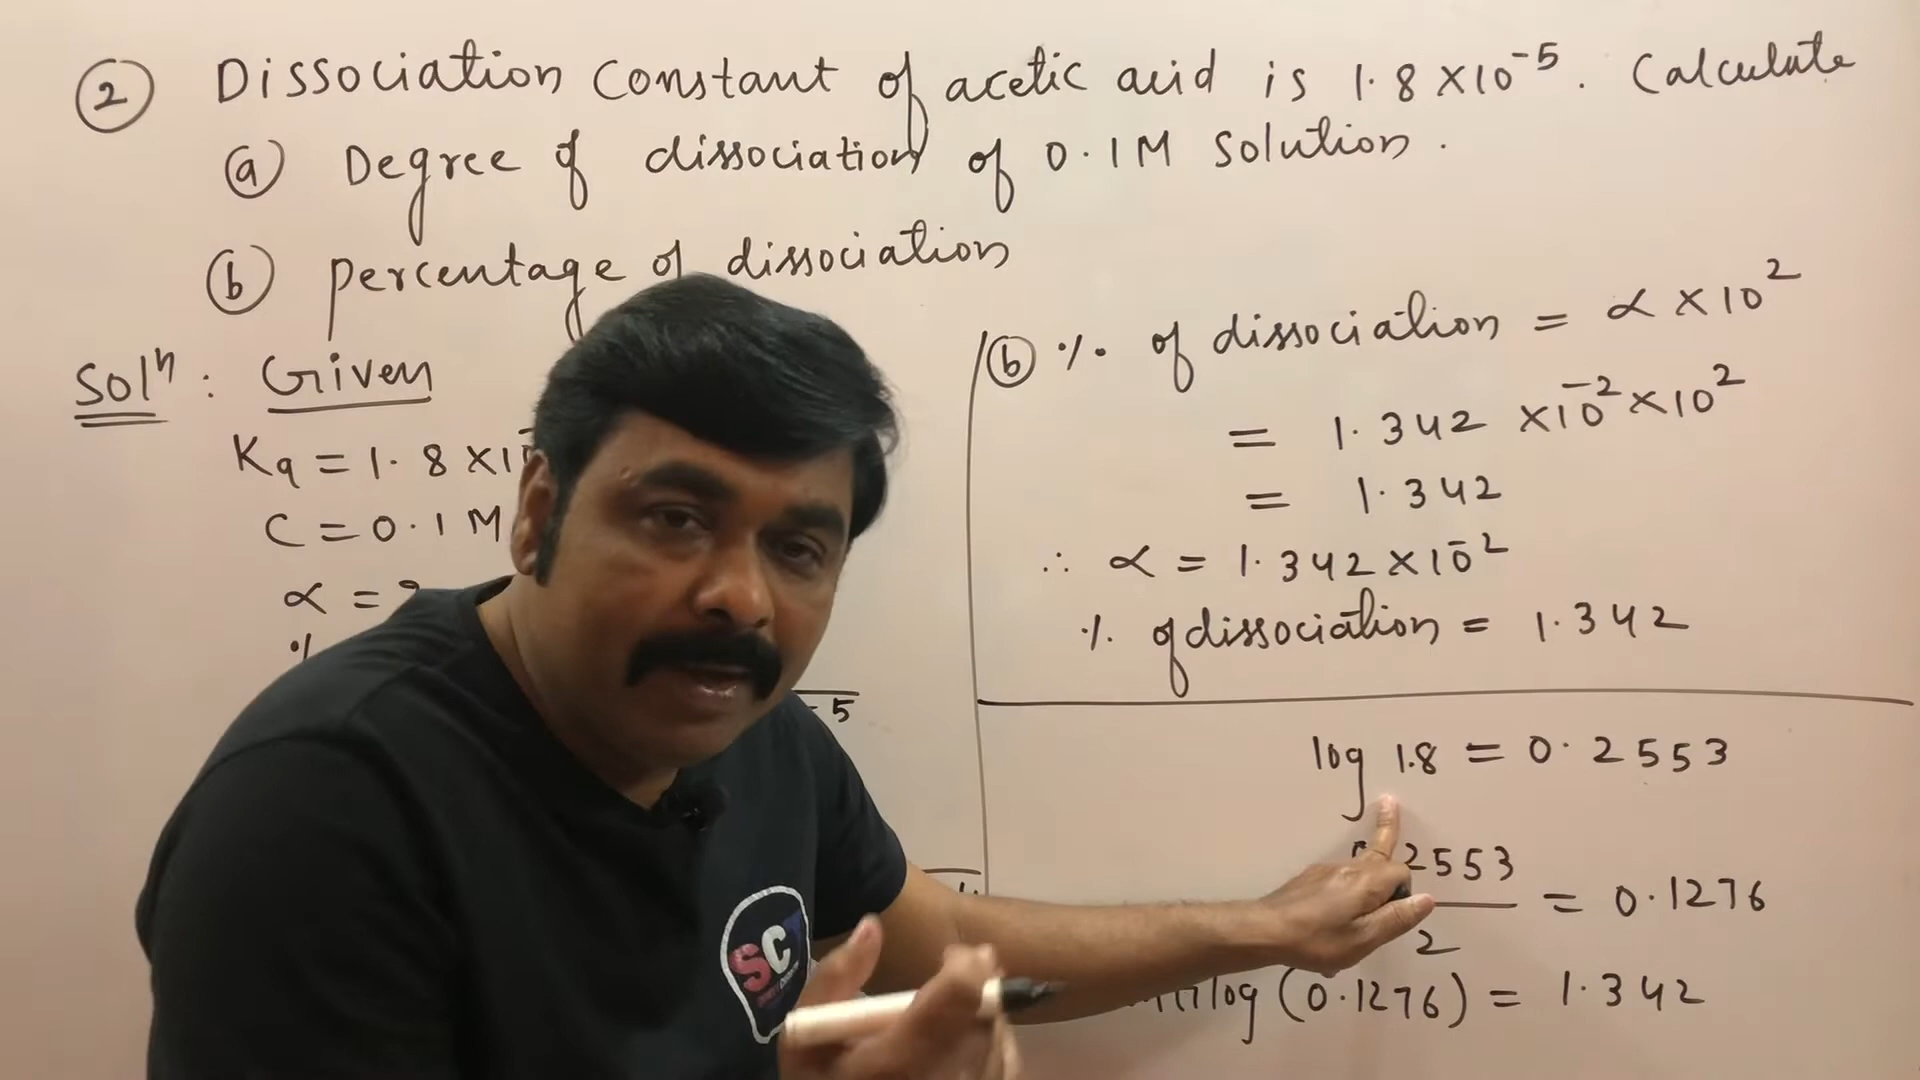 ② Dissociation Constant of acetic acid is 1.8 ×10⁻⁵. Calculate
ⓐ Degree of dissociation of 0.1M Solution.
ⓑ percentage of dissociation
Solⁿ : Given
Ka = 1.8 ×10
C = 0.1 M
α = ?
%
- 5
ⓑ % of dissociation = α ×10²
= 1.342 ×10⁻² ×10²
= 1.342
∴ α = 1.342×10⁻²
% of dissociation = 1.342
log 1.8 = 0.2553
2553
2
= 0.1276
log (0.1276) = 1.342
SC